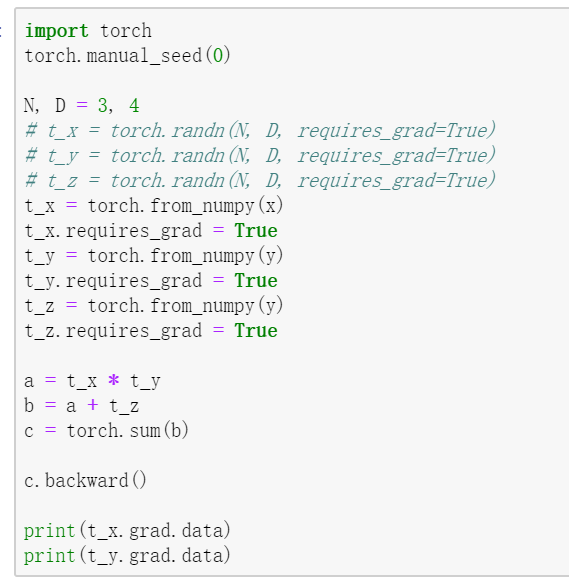 import torch
torch.manual_seed(0)
N, D = 3, 4
# t_x = torch.randn(N, D, requires_grad=True)
# t_y = torch.randn(N, D, requires_grad=True)
# t_z = torch.randn(N, D, requires_grad=True)
t_x = torch.from_numpy(x)
t_x.requires_grad = True
t_y = torch.from_numpy(y)
t_y.requires_grad = True
t_z = torch.from_numpy(y)
t_z.requires_grad = True
a = t_x * t_y
b = a + t_z
c = torch.sum(b)
c.backward()
print(t_x.grad.data)
print(t_y.grad.data)